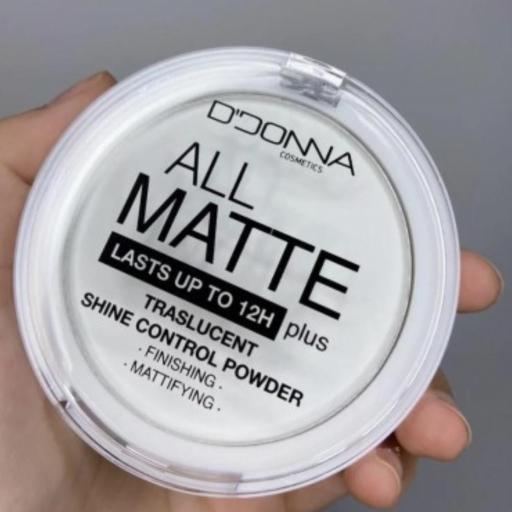 D'DONNA
COSMETICS
ALL
MATTE
LASTS UP TO 12H plus
TRASLUCENT
SHINE CONTROL POWDER
· FINISHING ·
· MATTIFYING ·